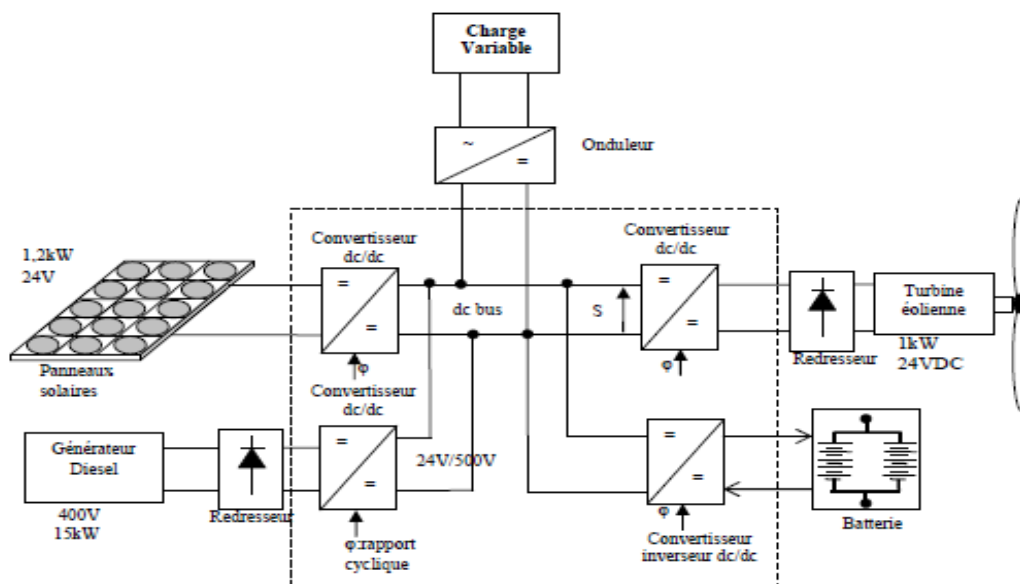 Charge
Variable
~
=
Onduleur
1,2kW
24V
Panneaux
solaires
Convertisseur
dc/dc
=
=
φ
dc bus
S
Convertisseur
dc/dc
=
=
φ
Redresseur
Turbine
éolienne
1kW
24VDC
Générateur
Diesel
400V
15kW
Redresseur
Convertisseur
dc/dc
=
=
φ:rapport
cyclique
24V/500V
=
=
φ
Convertisseur
inverseur dc/dc
Batterie